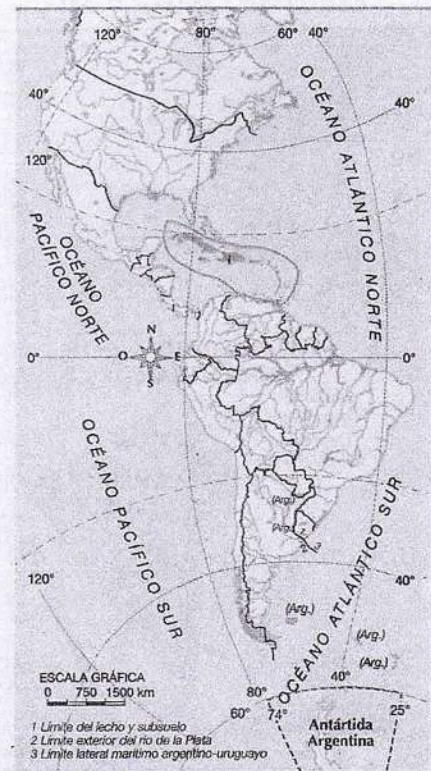 120°
80°
60°
40°
OCÉANO ATLÁNTICO NORTE
40°
40°
120°
OCÉANO
PACÍFICO NORTE
N
O
E
S
0°
0°
OCÉANO PACÍFICO SUR
(Arg.)
(Arg.)
1
2
3
OCÉANO ATLÁNTICO SUR
120°
40°
(Arg.)
(Arg.)
(Arg.)
ESCALA GRÁFICA
0 750 1500 km
80°
60°
74°
40°
25°
Antártida
Argentina
1 Límite del lecho y subsuelo
2 Límite exterior del río de la Plata
3 Límite lateral marítimo argentino-uruguayo